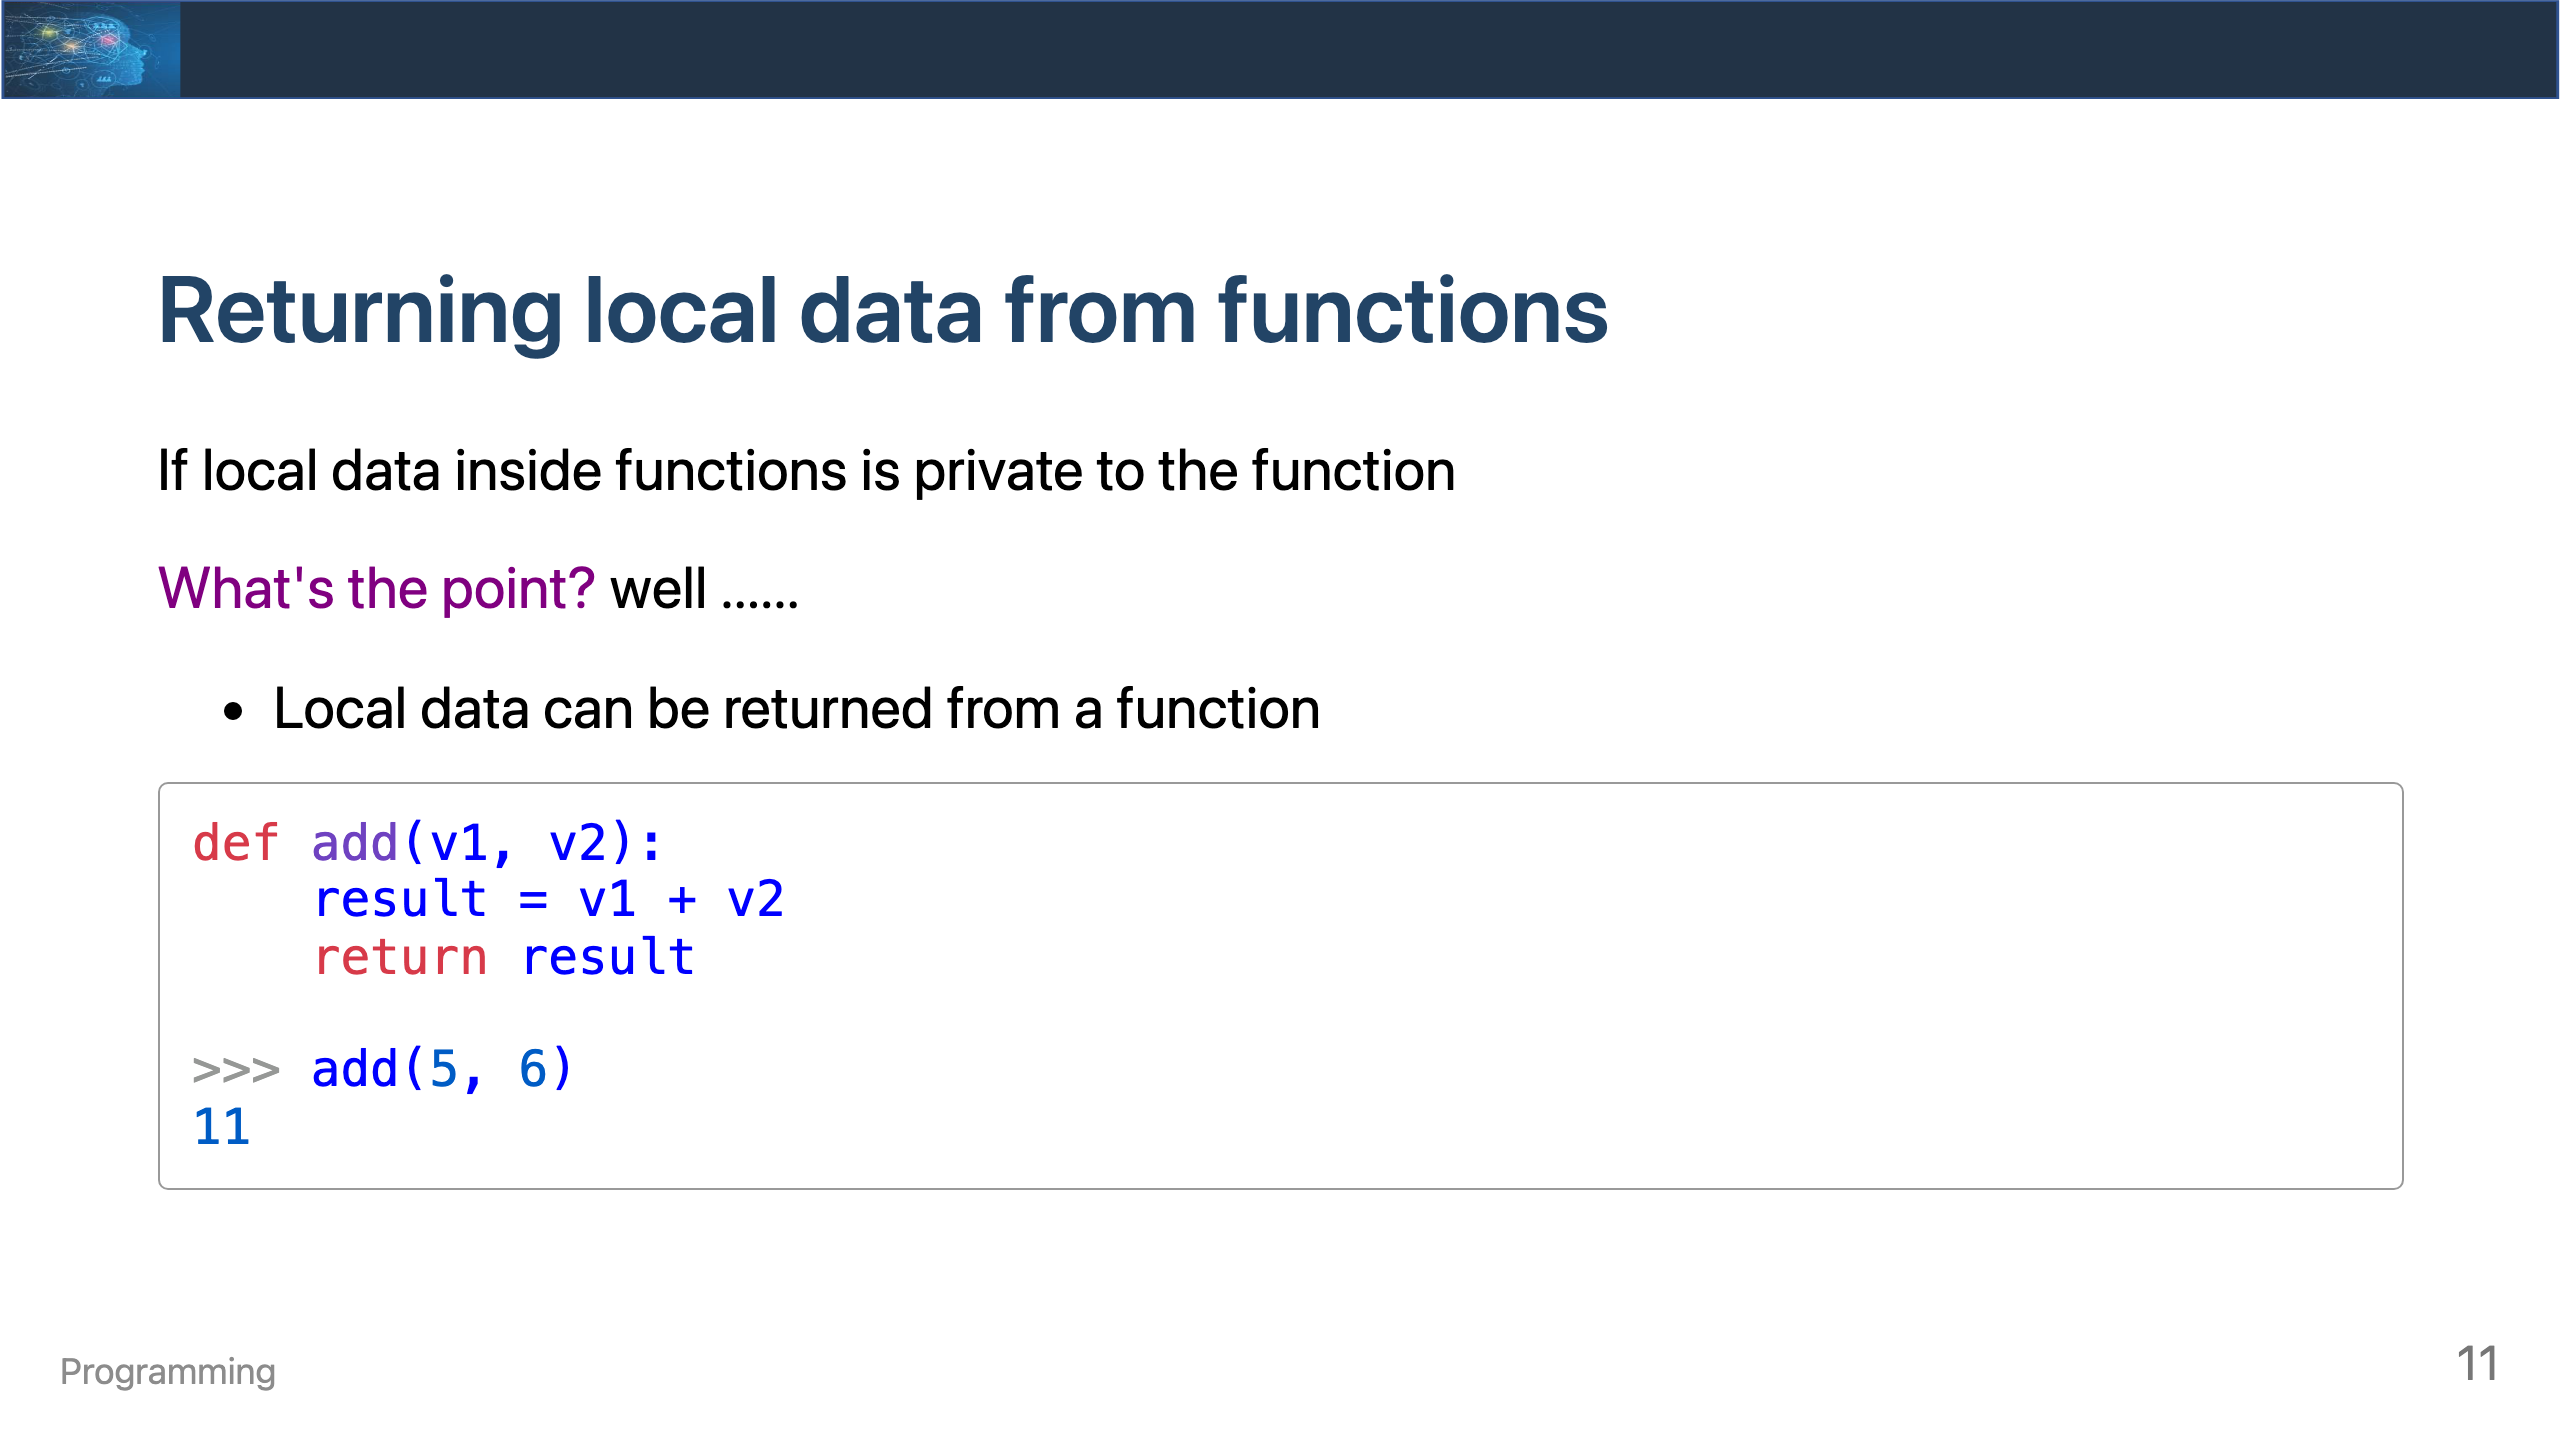 Returning local data from functions
If local data inside functions is private to the function
What's the point? well ......
• Local data can be returned from a function
def add(v1, v2):
    result = v1 + v2
    return result
>>> add(5, 6)
11
Programming
11